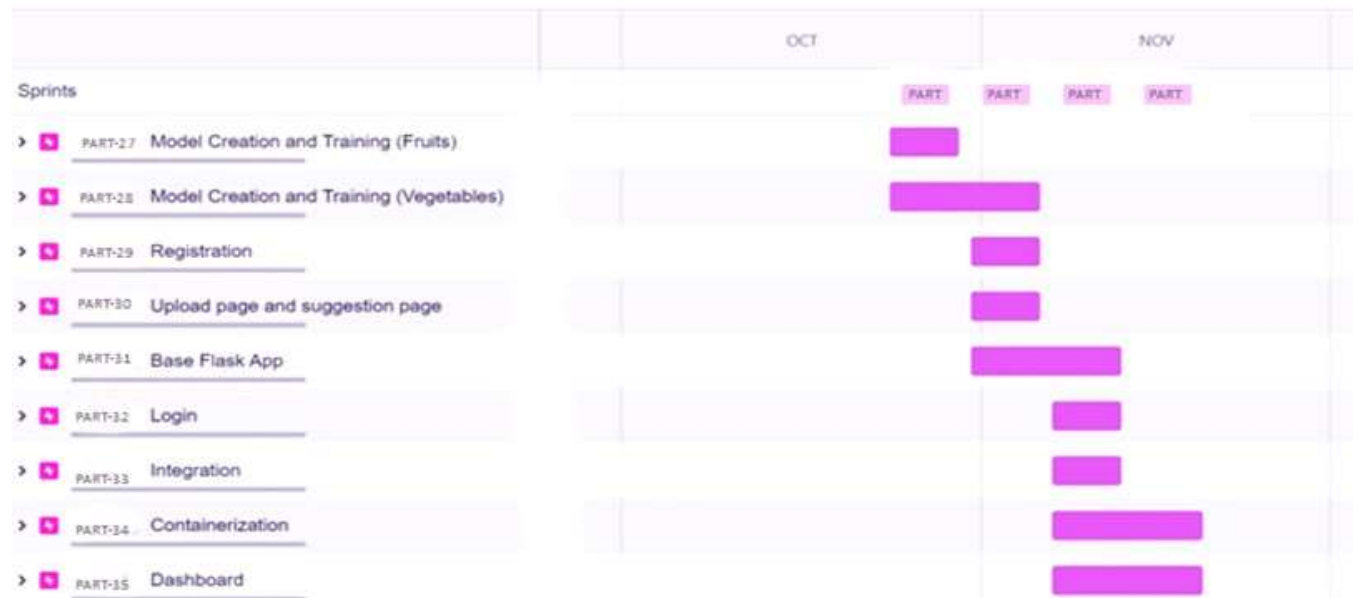 OCT NOV
Sprints PART PART PART PART
PART-27 Model Creation and Training (Fruits)
PART-28 Model Creation and Training (Vegetables)
PART-29 Registration
PART-30 Upload page and suggestion page
PART-31 Base Flask App
PART-32 Login
PART-33 Integration
PART-34 Containerization
PART-35 Dashboard